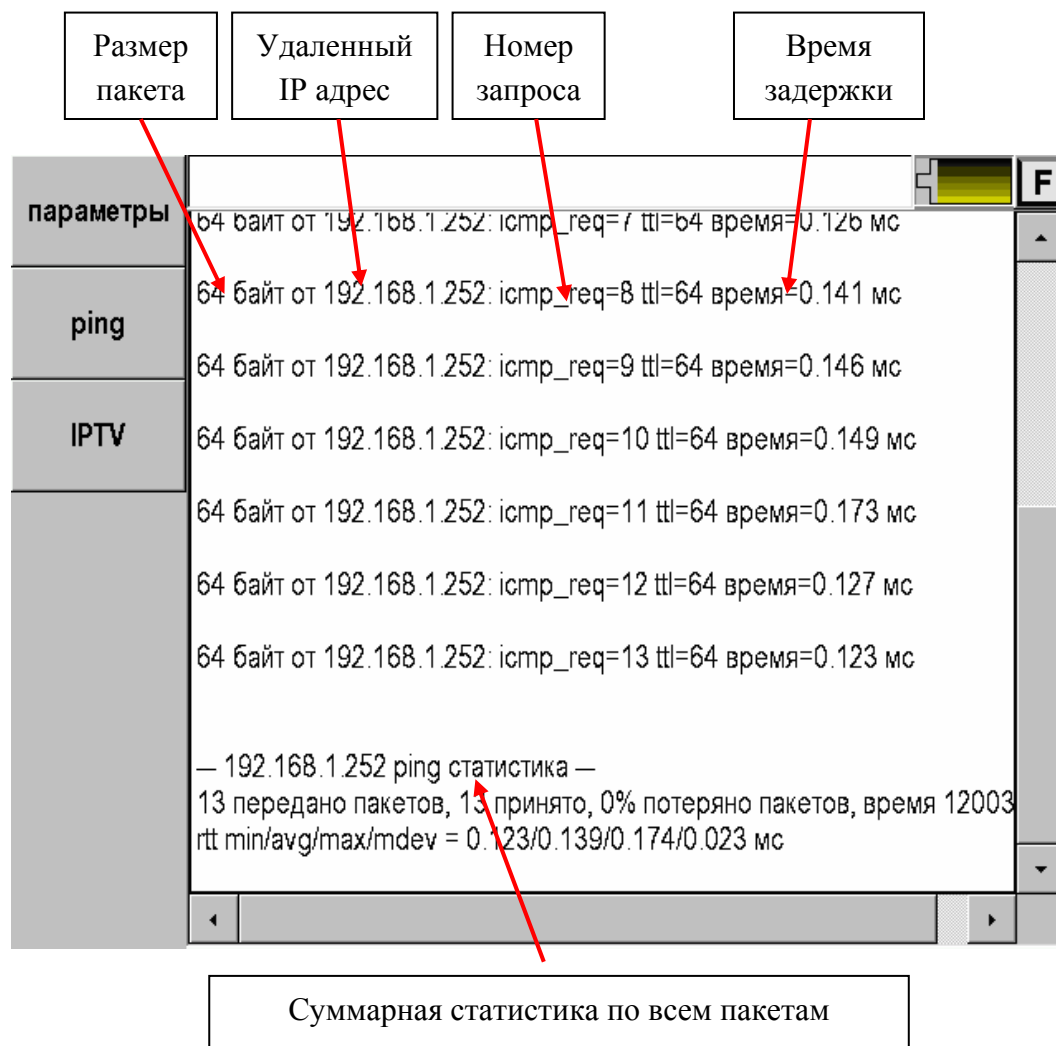 Размер
пакета
Удаленный
IP адрес
Номер
запроса
Время
задержки
параметры
F
64 байт от 192.168.1.252: icmp_req=7 ttl=64 время=0.126 мс
64 байт от 192.168.1.252: icmp_req=8 ttl=64 время=0.141 мс
ping
64 байт от 192.168.1.252: icmp_req=9 ttl=64 время=0.146 мс
IPTV
64 байт от 192.168.1.252: icmp_req=10 ttl=64 время=0.149 мс
64 байт от 192.168.1.252: icmp_req=11 ttl=64 время=0.173 мс
64 байт от 192.168.1.252: icmp_req=12 ttl=64 время=0.127 мс
64 байт от 192.168.1.252: icmp_req=13 ttl=64 время=0.123 мс
— 192.168.1.252 ping статистика —
13 передано пакетов, 13 принято, 0% потеряно пакетов, время 12003
rtt min/avg/max/mdev = 0.123/0.139/0.174/0.023 мс
Суммарная статистика по всем пакетам